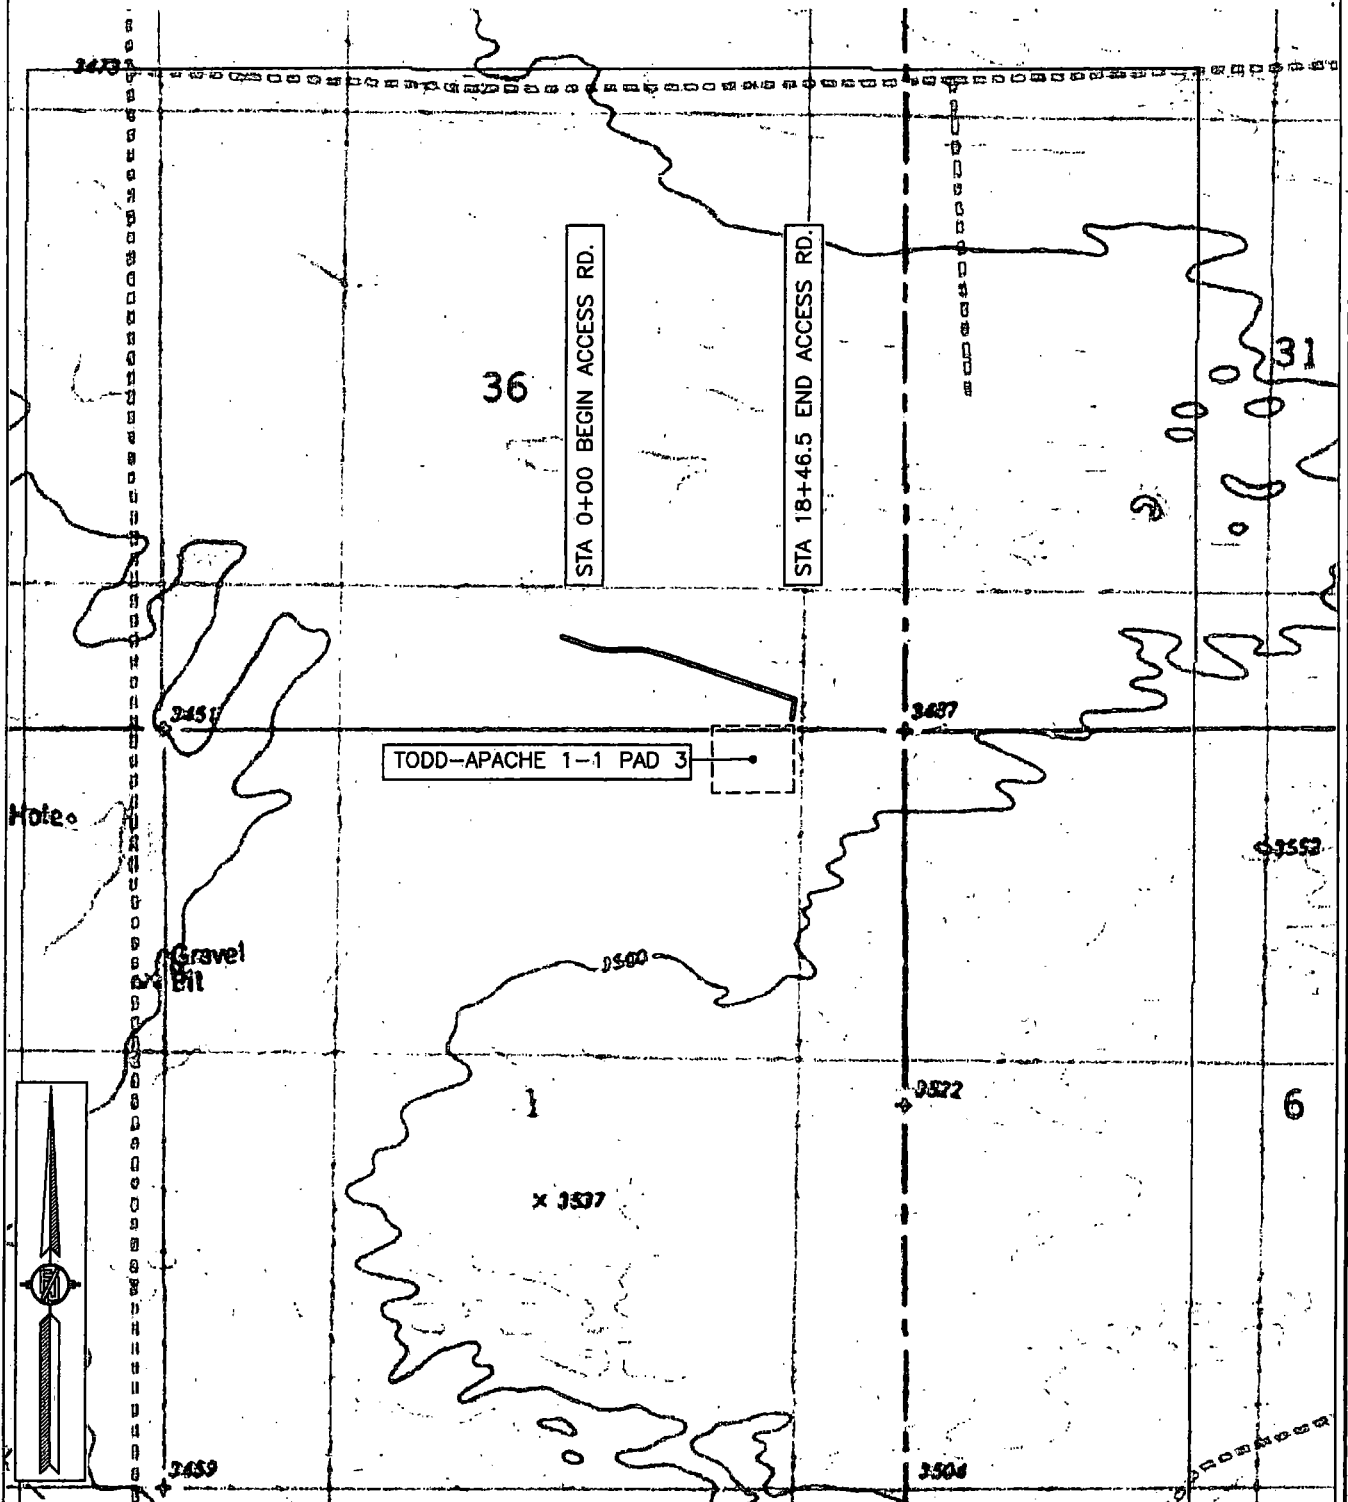 3473
36
31
STA 0+00 BEGIN ACCESS RD.
STA 18+46.5 END ACCESS RD.
3451
3487
TODD-APACHE 1-1 PAD 3
Hole
3552
Gravel
Pit
3500
1
3522
6
3537
3459
3504